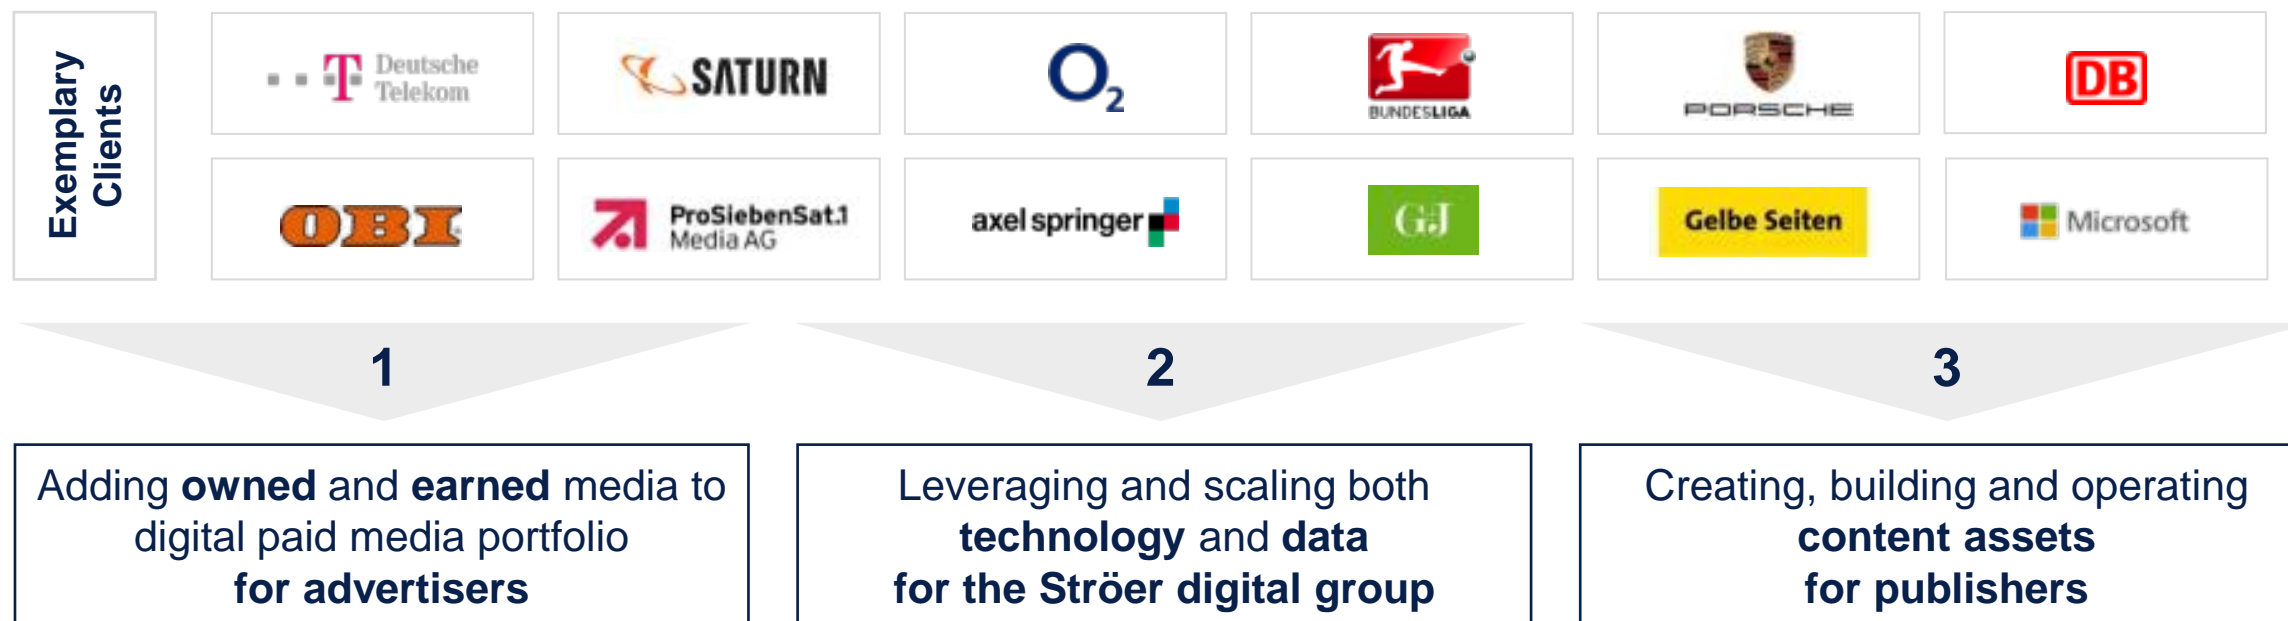 Exemplary
Clients
Deutsche
Telekom
SATURN
O2
BUNDESLIGA
PORSCHE
DB
OBI
ProSiebenSat.1
Media AG
axel springer
G+J
Gelbe Seiten
Microsoft
1
2
3
Adding owned and earned media to
digital paid media portfolio
for advertisers
Leveraging and scaling both
technology and data
for the Ströer digital group
Creating, building and operating
content assets
for publishers